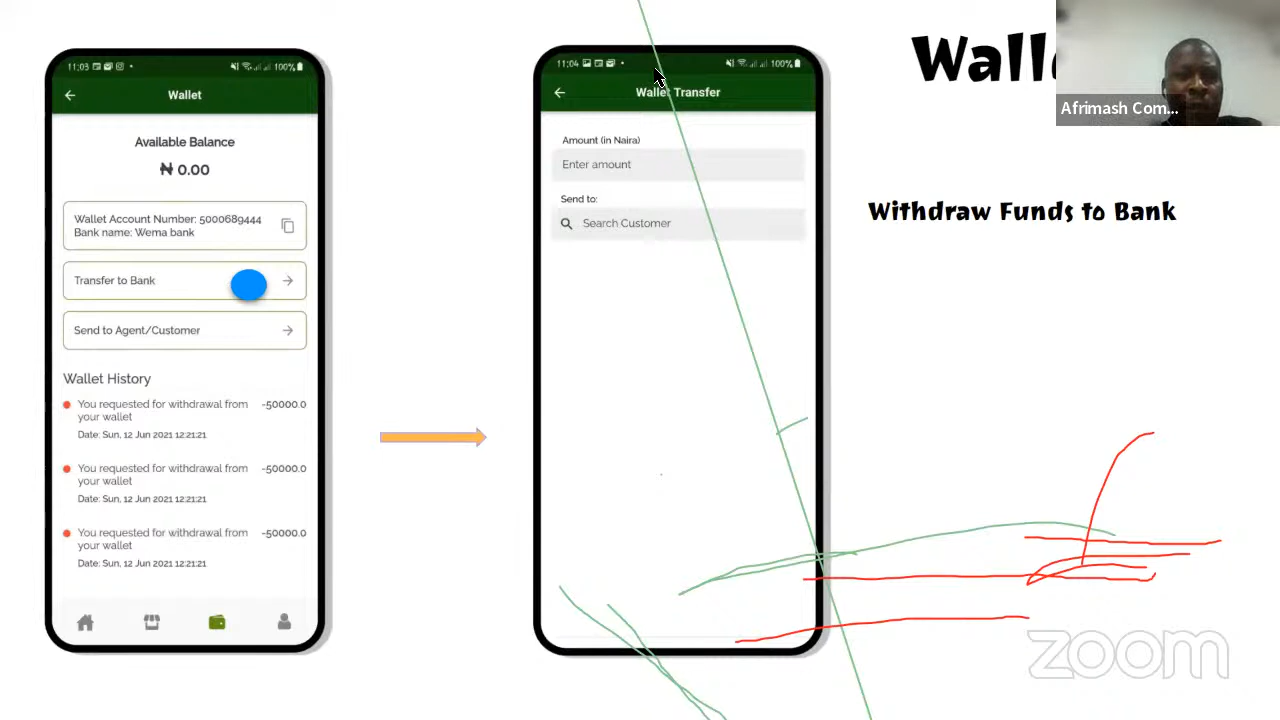 11:03
100%
Wallet
Available Balance
₦ 0.00
Wallet Account Number: 5000689444
Bank name: Wema bank
Transfer to Bank
Send to Agent/Customer
Wallet History
You requested for withdrawal from -50000.0
your wallet
Date: Sun, 12 Jun 2021 12:21:21
You requested for withdrawal from -50000.0
your wallet
Date: Sun, 12 Jun 2021 12:21:21
You requested for withdrawal from -50000.0
your wallet
Date: Sun, 12 Jun 2021 12:21:21
11:04
100%
Wallet Transfer
Amount (in Naira)
Enter amount
Send to:
Search Customer
Afrimash Com...
Withdraw Funds to Bank
zoom